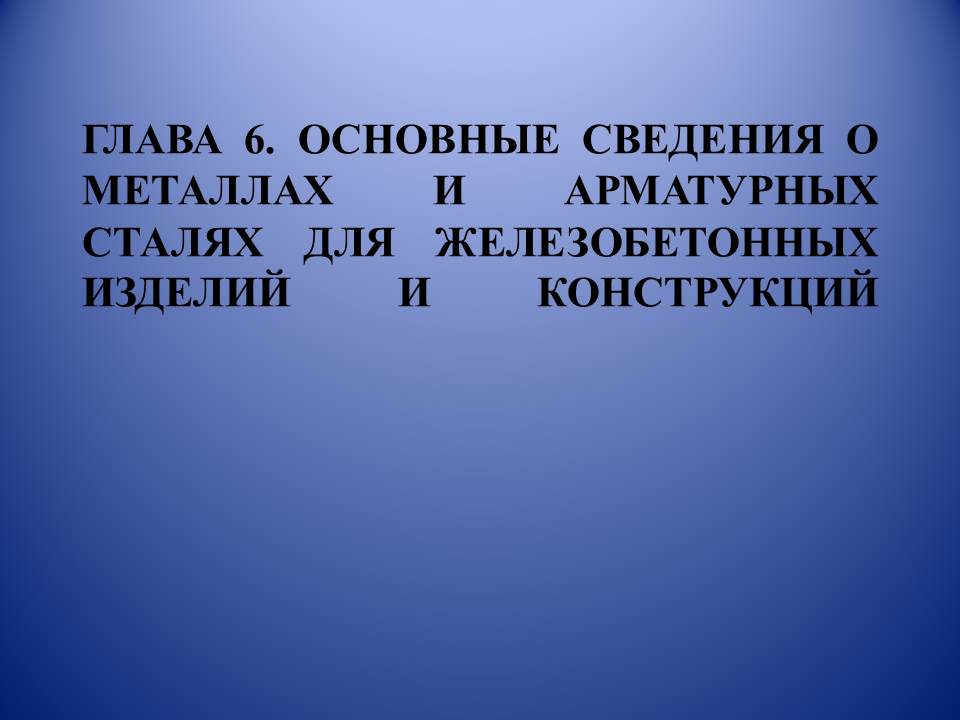 ГЛАВА 6. ОСНОВНЫЕ СВЕДЕНИЯ О
МЕТАЛЛАХ И АРМАТУРНЫХ
СТАЛЯХ ДЛЯ ЖЕЛЕЗОБЕТОННЫХ
ИЗДЕЛИЙ И КОНСТРУКЦИЙ